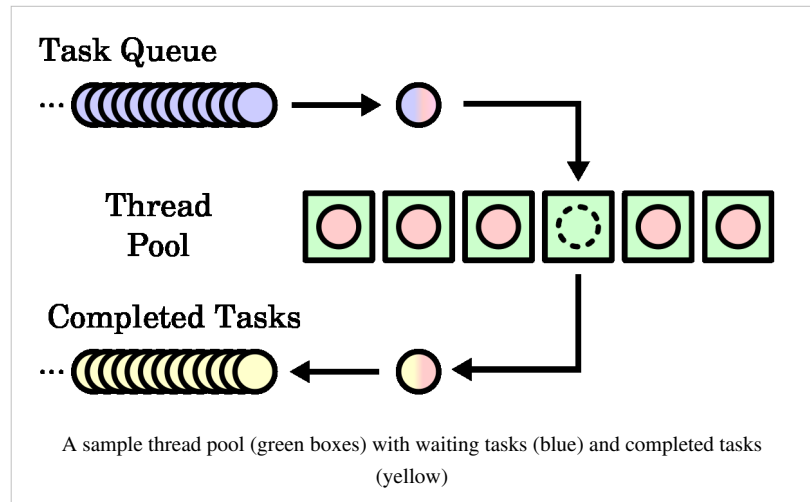 Task Queue
...
Thread
Pool
Completed Tasks
...
A sample thread pool (green boxes) with waiting tasks (blue) and completed tasks
(yellow)